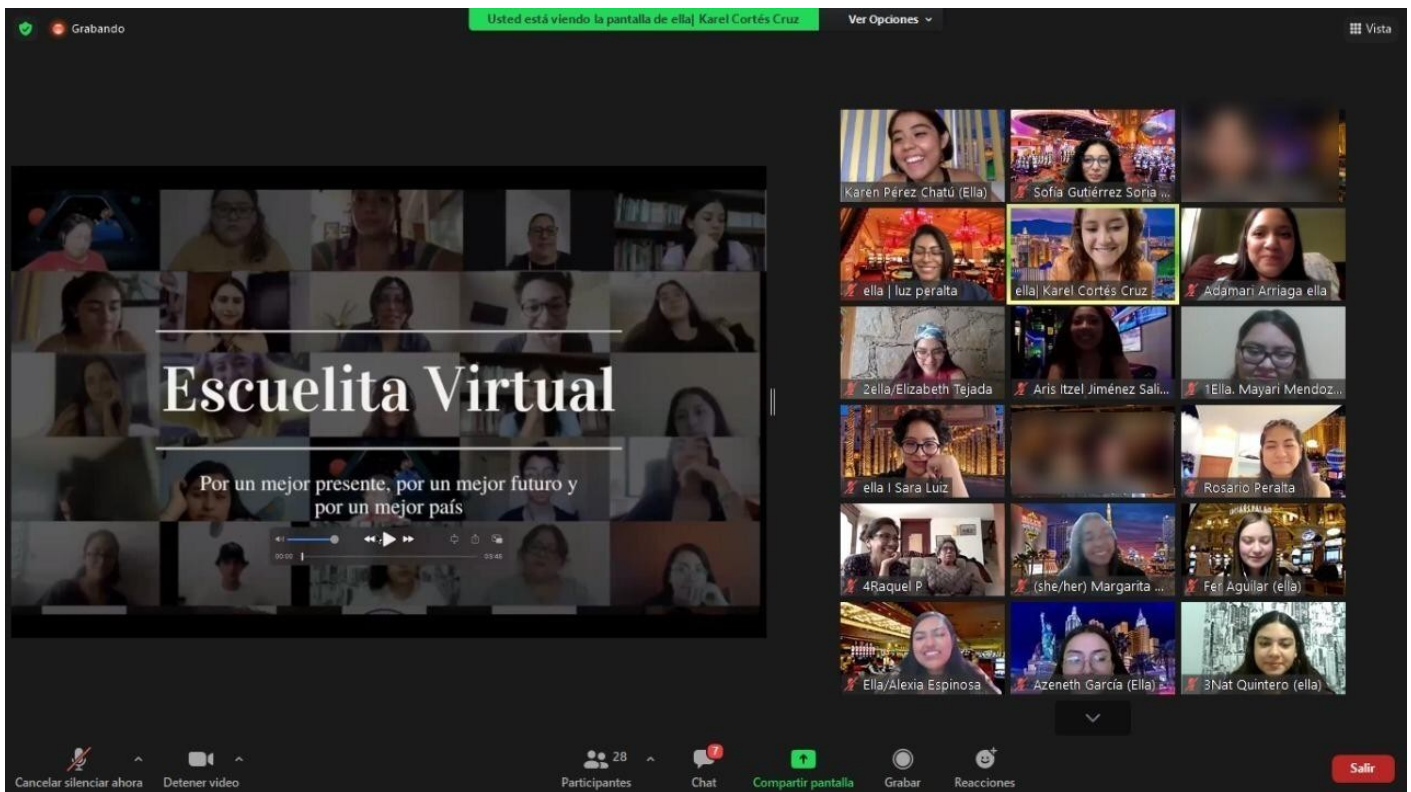 Grabando
Usted está viendo la pantalla de ella| Karel Cortés Cruz
Ver Opciones
Vista
Escuelita Virtual
Por un mejor presente, por un mejor futuro y
por un mejor país
00:00
03:46
Karen Pérez Chatú (Ella)
Sofía Gutiérrez Soria ...
ella | luz peralta
ella| Karel Cortés Cruz
Adamari Arriaga ella
2ella/Elizabeth Tejada
Aris Itzel Jiménez Sali...
1Ella. Mayari Mendoz...
ella I Sara Luiz
Rosario Peralta
4Raquel P
(she/her) Margarita ...
Fer Aguilar (ella)
Ella/Alexia Espinosa
Azeneth García (Ella)
3Nat Quintero (ella)
Cancelar silenciar ahora
Detener video
28
Participantes
7
Chat
Compartir pantalla
Grabar
Reacciones
Salir